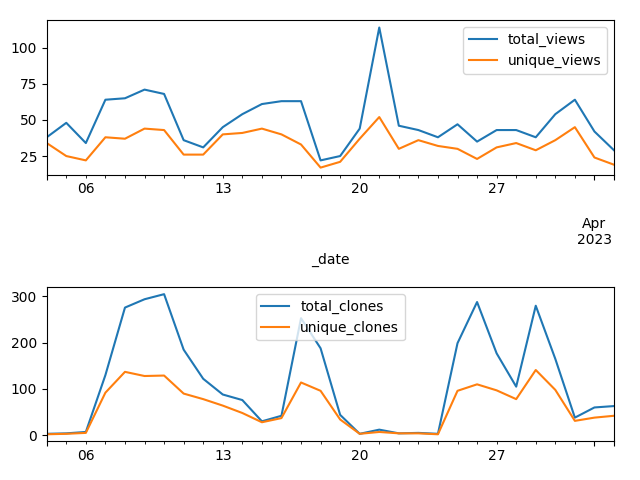 100
75
50
25
total_views
unique_views
06
13
20
27
Apr
2023
_date
300
200
100
0
total_clones
unique_clones
06
13
20
27